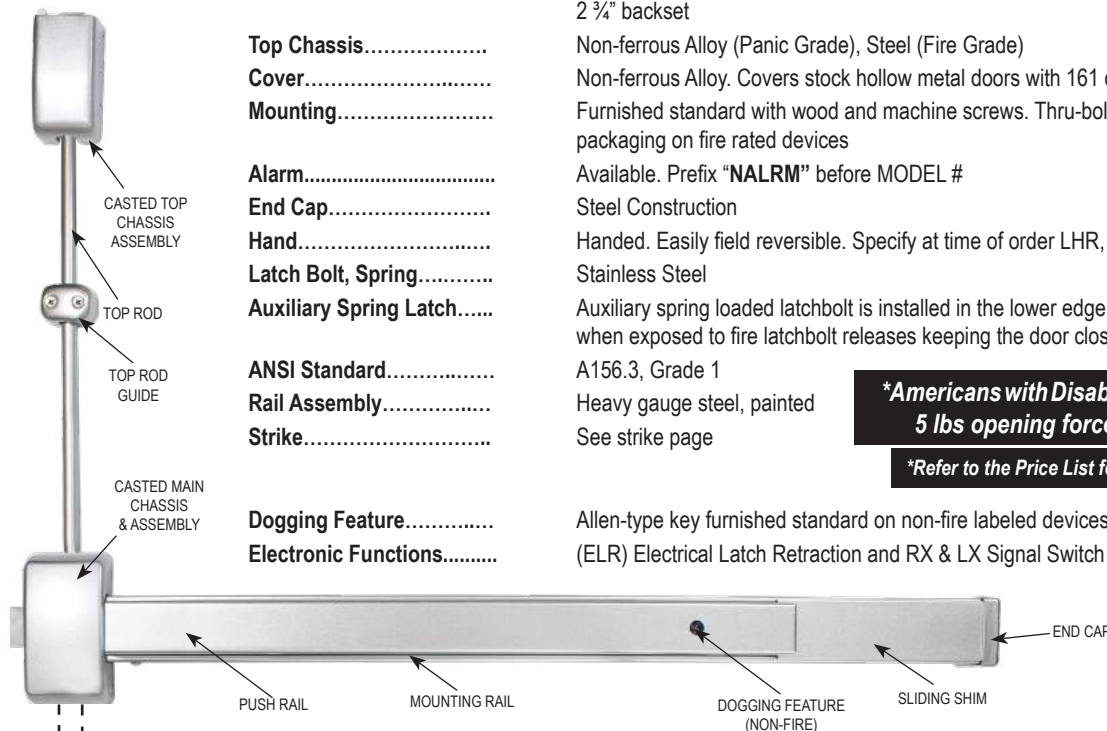 2 ¾” backset
Top Chassis………………. Non-ferrous Alloy (Panic Grade), Steel (Fire Grade)
Cover…………………..…… Non-ferrous Alloy. Covers stock hollow metal doors with 161
Mounting…………………… Furnished standard with wood and machine screws. Thru-bol
packaging on fire rated devices
Alarm................................... Available. Prefix “NALRM” before MODEL #
End Cap……………………. Steel Construction
Hand……………………..…. Handed. Easily field reversible. Specify at time of order LHR,
Latch Bolt, Spring….…….. Stainless Steel
Auxiliary Spring Latch…... Auxiliary spring loaded latchbolt is installed in the lower edge
when exposed to fire latchbolt releases keeping the door clos
ANSI Standard………..…… A156.3, Grade 1
Rail Assembly…………..… Heavy gauge steel, painted
Strike……………………….. See strike page
*Americans with Disab
5 lbs opening force
*Refer to the Price List f
Dogging Feature………..… Allen-type key furnished standard on non-fire labeled devices
Electronic Functions.......... (ELR) Electrical Latch Retraction and RX & LX Signal Switch
CASTED TOP
CHASSIS
ASSEMBLY
TOP ROD
TOP ROD
GUIDE
CASTED MAIN
CHASSIS
& ASSEMBLY
PUSH RAIL
MOUNTING RAIL
DOGGING FEATURE
(NON-FIRE)
SLIDING SHIM
END CAP